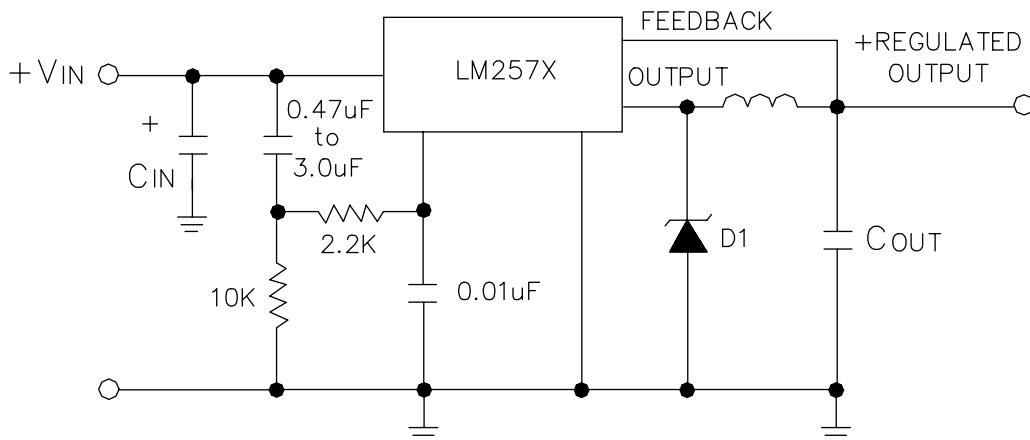 FEEDBACK
+REGULATED
OUTPUT
+VIN
LM257X
OUTPUT
+
CIN
0.47uF
to
3.0uF
2.2K
10K
0.01uF
D1
COUT